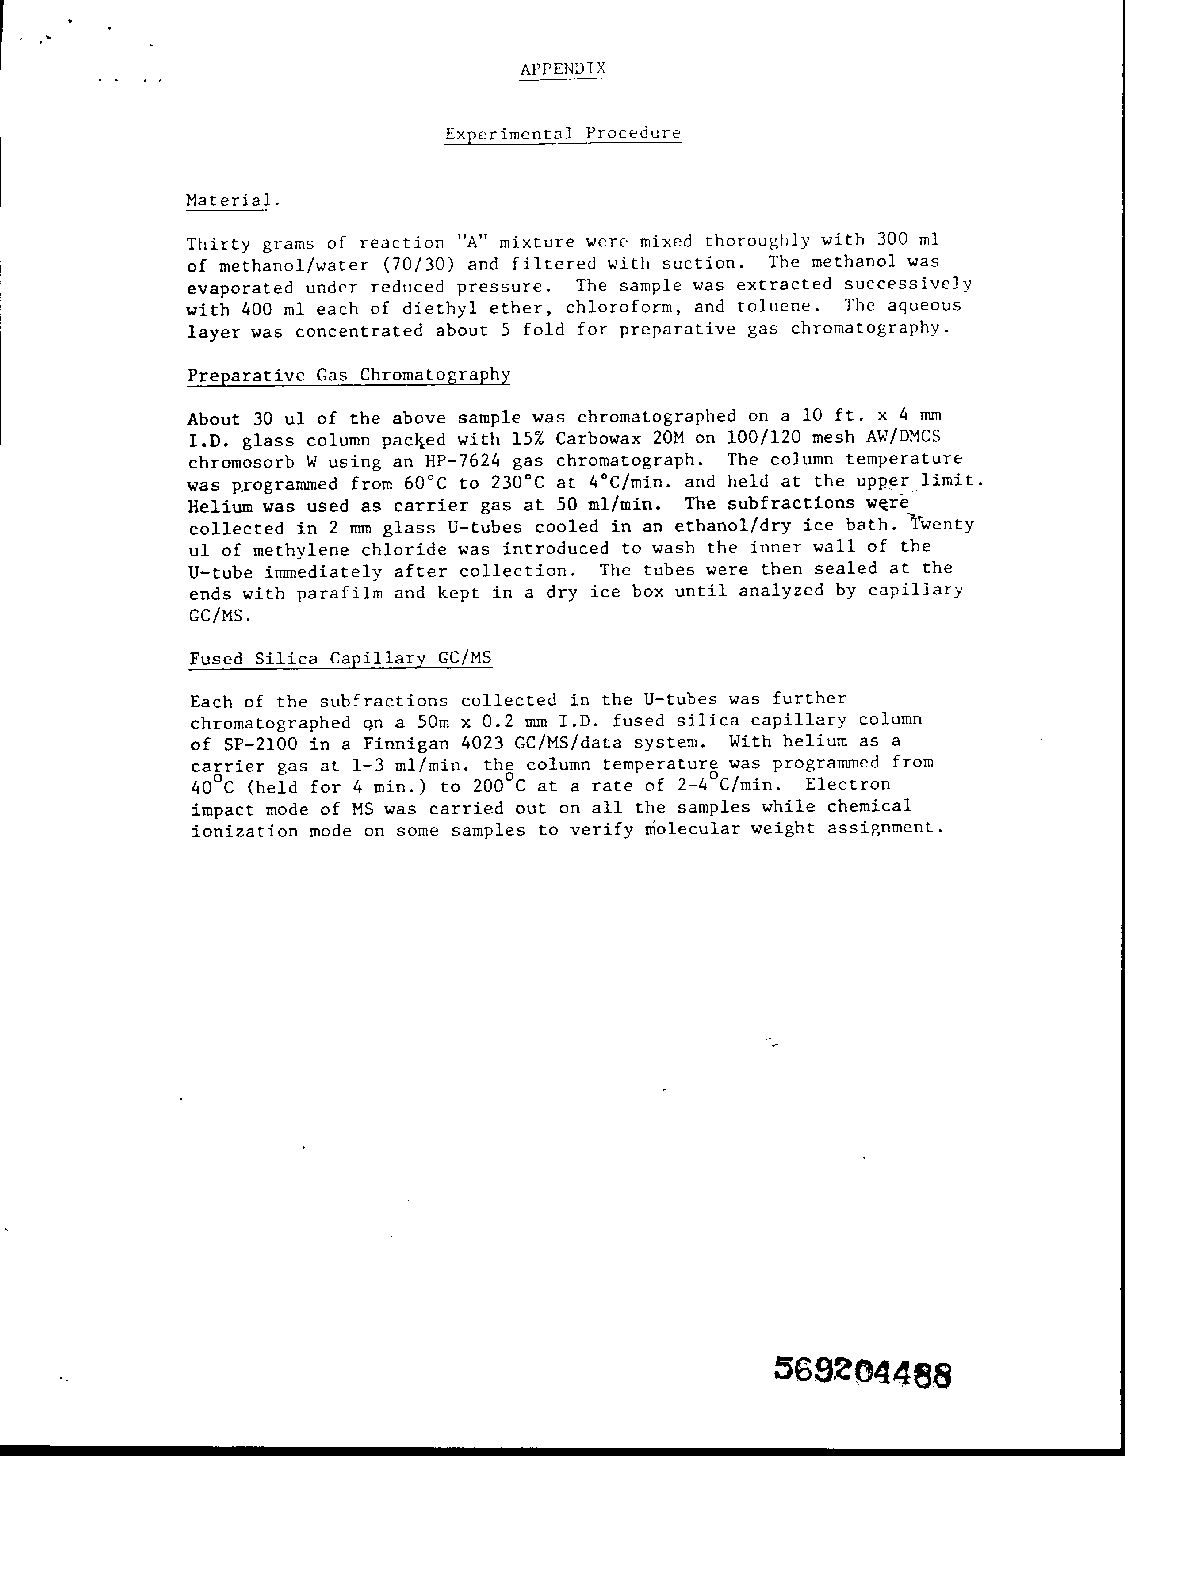 APPENDIX
Experimental Procedure
Material.
Thirty grams of reaction "A" mixture were mixed thoroughly with 300 ml
of methanol/water (70/30) and filtered with suction. The methanol was
evaporated under reduced pressure. The sample was extracted successively
with 400 ml each of diethyl ether, chloroform, and toluene. The aqueous
layer was concentrated about 5 fold for preparative gas chromatography.
Preparative Gas Chromatography
About 30 ul of the above sample was chromatographed on a 10 ft. x 4 mm
I.D. glass column packed with 15% Carbowax 20M on 100/120 mesh AW/DMCS
chromosorb W using an HP-7624 gas chromatograph. The column temperature
was programmed from 60°C to 230°C at 4°C/min. and held at the upper limit.
Helium was used as carrier gas at 50 ml/min. The subfractions were
collected in 2 mm glass U-tubes cooled in an ethanol/dry ice bath. Twenty
ul of methylene chloride was introduced to wash the inner wall of the
U-tube immediately after collection. The tubes were then sealed at the
ends with parafilm and kept in a dry ice box until analyzed by capillary
GC/MS.
Fused Silica Capillary GC/MS
Each of the subfractions collected in the U-tubes was further
chromatographed on a 50m x 0.2 mm I.D. fused silica capillary column
of SP-2100 in a Finnigan 4023 GC/MS/data system. With helium as a
carrier gas at 1-3 ml/min. the column temperature was programmed from
40°C (held for 4 min.) to 200°C at a rate of 2-4°C/min. Electron
impact mode of MS was carried out on all the samples while chemical
ionization mode on some samples to verify molecular weight assignment.
569204488